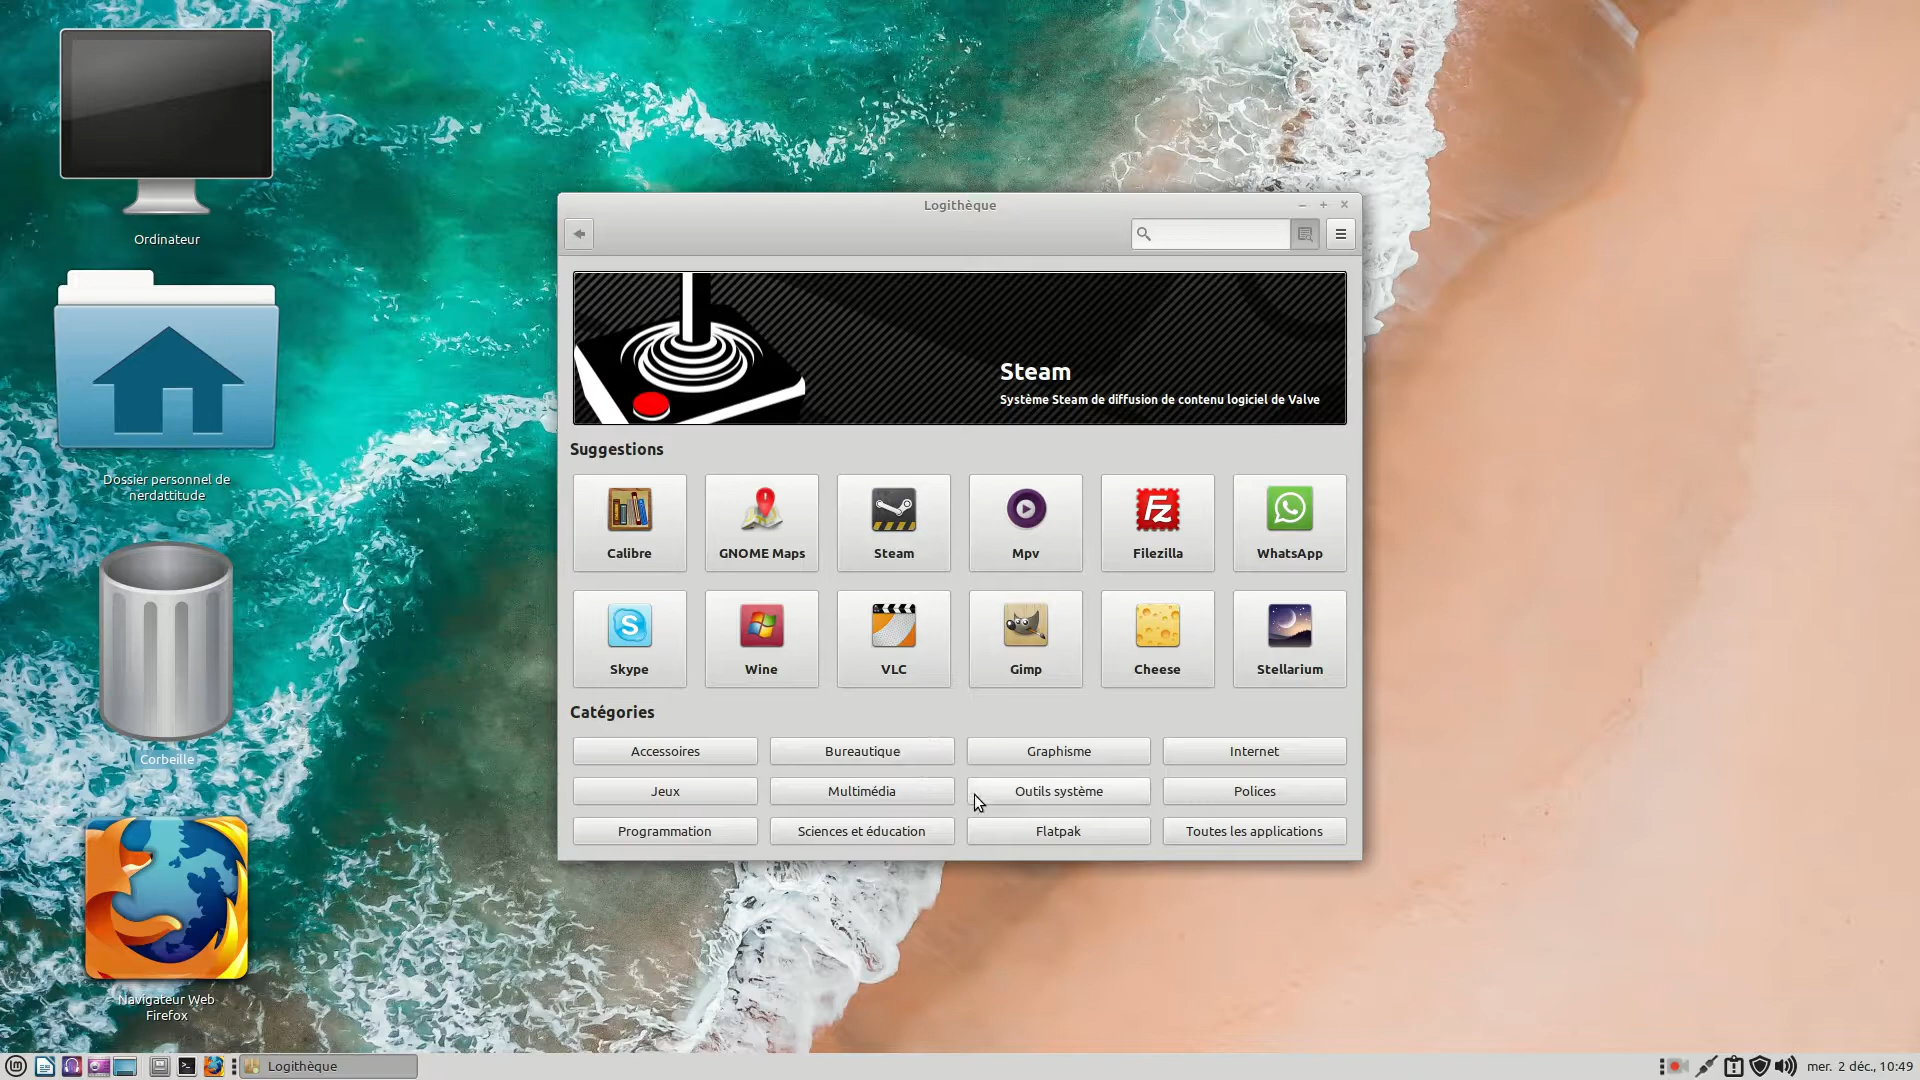 Ordinateur
Dossier personnel de
nerdattitude
Corbeille
Navigateur Web
Firefox
Logithèque
Steam
Système Steam de diffusion de contenu logiciel de Valve
Suggestions
Calibre
GNOME Maps
Steam
Mpv
Filezilla
WhatsApp
Skype
Wine
VLC
Gimp
Cheese
Stellarium
Catégories
Accessoires
Bureautique
Graphisme
Internet
Jeux
Multimédia
Outils système
Polices
Programmation
Sciences et éducation
Flatpak
Toutes les applications
Logithèque
mer. 2 déc., 10:49